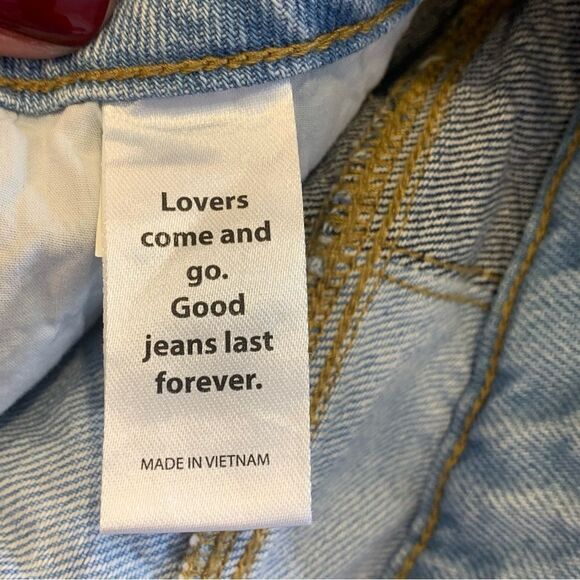 Lovers
come and
go.
Good
jeans last
forever.
MADE IN VIETNAM